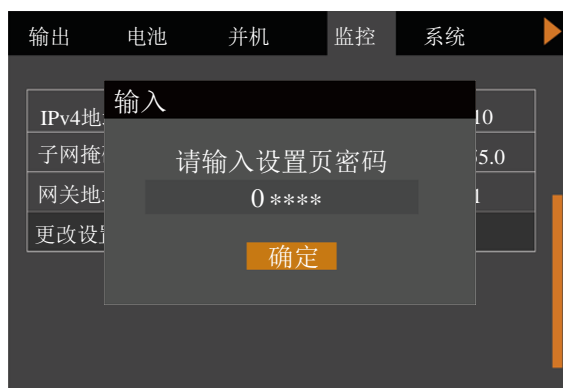 输出 电池 并机 监控 系统
输入
IPv4地 10
请输入设置页密码
子网掩 5.0
0****
网关地 1
更改设
确定